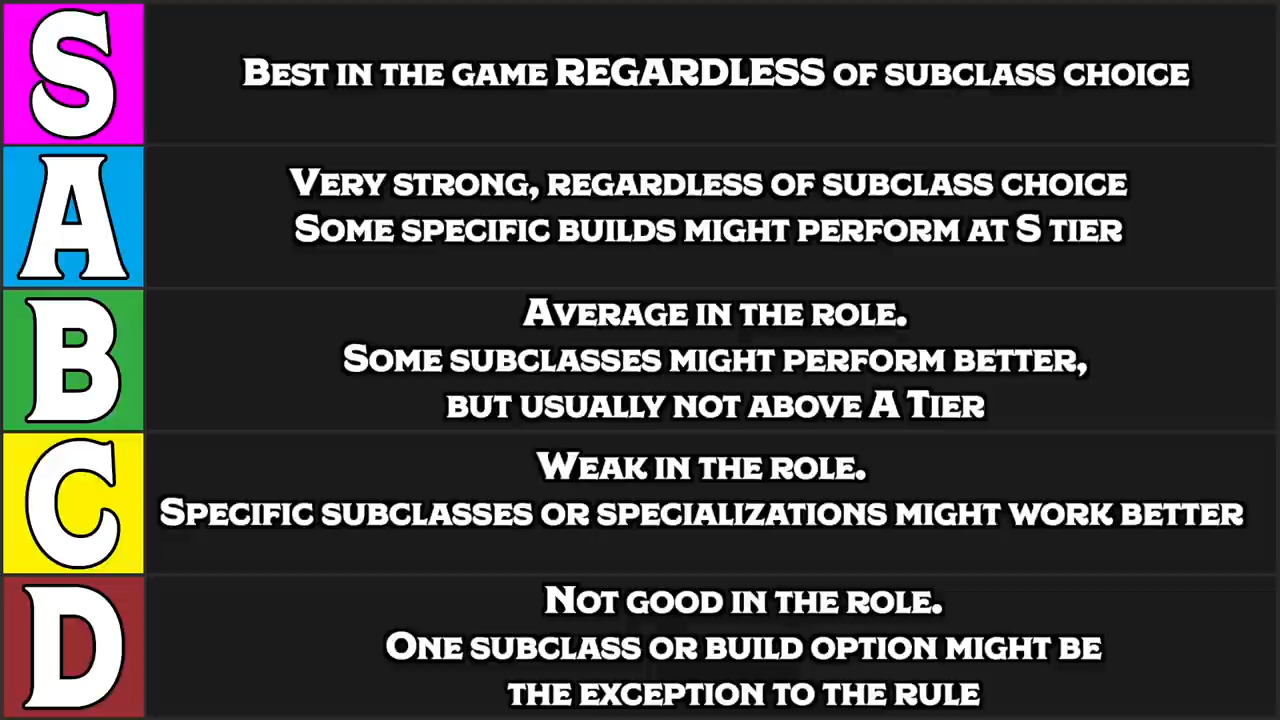 S
Best in the game REGARDLESS of subclass choice
A
Very strong, regardless of subclass choice
Some specific builds might perform at S tier
B
Average in the role.
Some subclasses might perform better,
but usually not above A Tier
C
Weak in the role.
Specific subclasses or specializations might work better
D
Not good in the role.
One subclass or build option might be
the exception to the rule